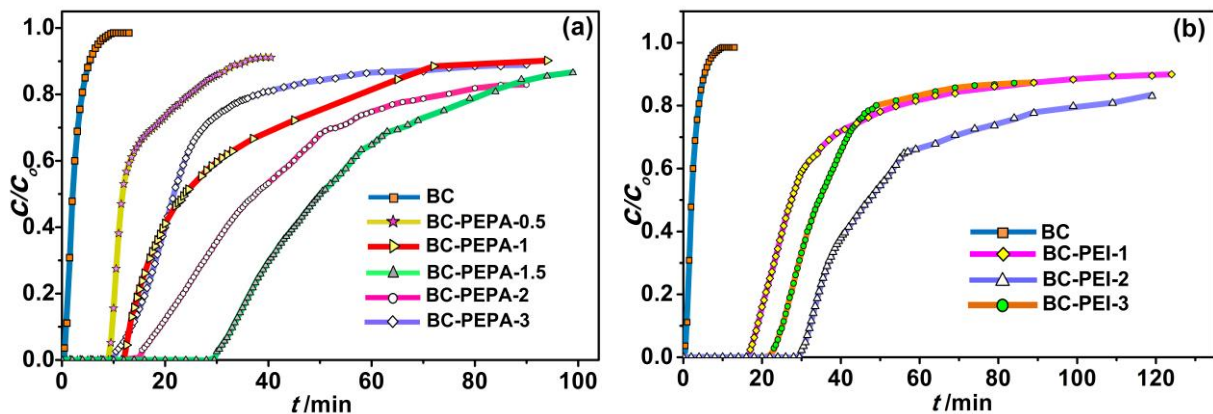 (a)
C/Co
1.0
0.8
0.6
0.4
0.2
0.0
BC
BC-PEPA-0.5
BC-PEPA-1
BC-PEPA-1.5
BC-PEPA-2
BC-PEPA-3
0 20 40 60 80 100
t /min
(b)
C/Co
1.0
0.8
0.6
0.4
0.2
0.0
BC
BC-PEI-1
BC-PEI-2
BC-PEI-3
0 20 40 60 80 100 120
t /min